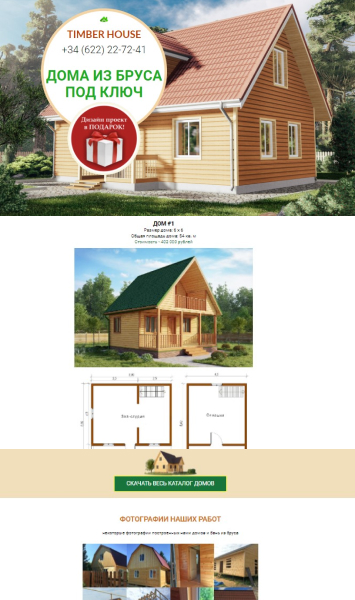 TIMBER HOUSE
+34 (622) 22-72-41
ДОМА ИЗ БРУСА
ПОД КЛЮЧ
Дизайн проект
в ПОДАРОК!
ДОМ #1
Размер дома: 6 x 6
Общая площадь дома: 54 кв. м
Стоимость - 403 000 рублей
СКАЧАТЬ ВЕСЬ КАТАЛОГ ДОМОВ
ФОТОГРАФИИ НАШИХ РАБОТ
некоторые фотографии построенных нами домов и бань из бруса